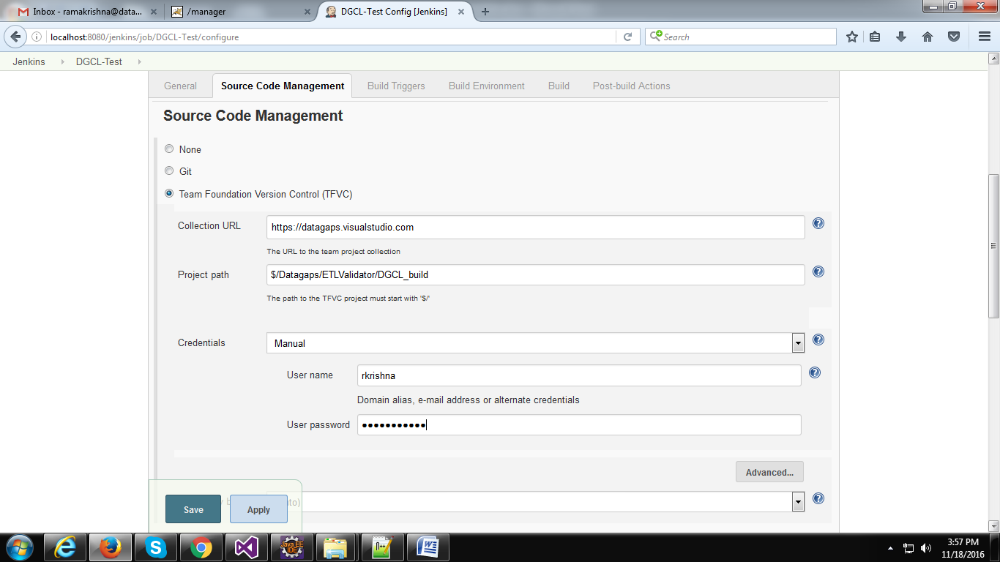 Inbox - ramakrishna@data...
/manager
DGCL-Test Config [Jenkins]
localhost:8080/jenkins/job/DGCL-Test/configure
Search
Jenkins
DGCL-Test
General
Source Code Management
Build Triggers
Build Environment
Build
Post-build Actions
Source Code Management
None
Git
Team Foundation Version Control (TFVC)
Collection URL
https://datagaps.visualstudio.com
The URL to the team project collection
Project path
$/Datagaps/ETLValidator/DGCL_build
The path to the TFVC project must start with '$/'
Credentials
Manual
User name
rkrishna
Domain alias, e-mail address or alternate credentials
User password
●●●●●●●●●●●
Advanced...
Save
Apply
Java EE
IDE
3:57 PM
11/18/2016